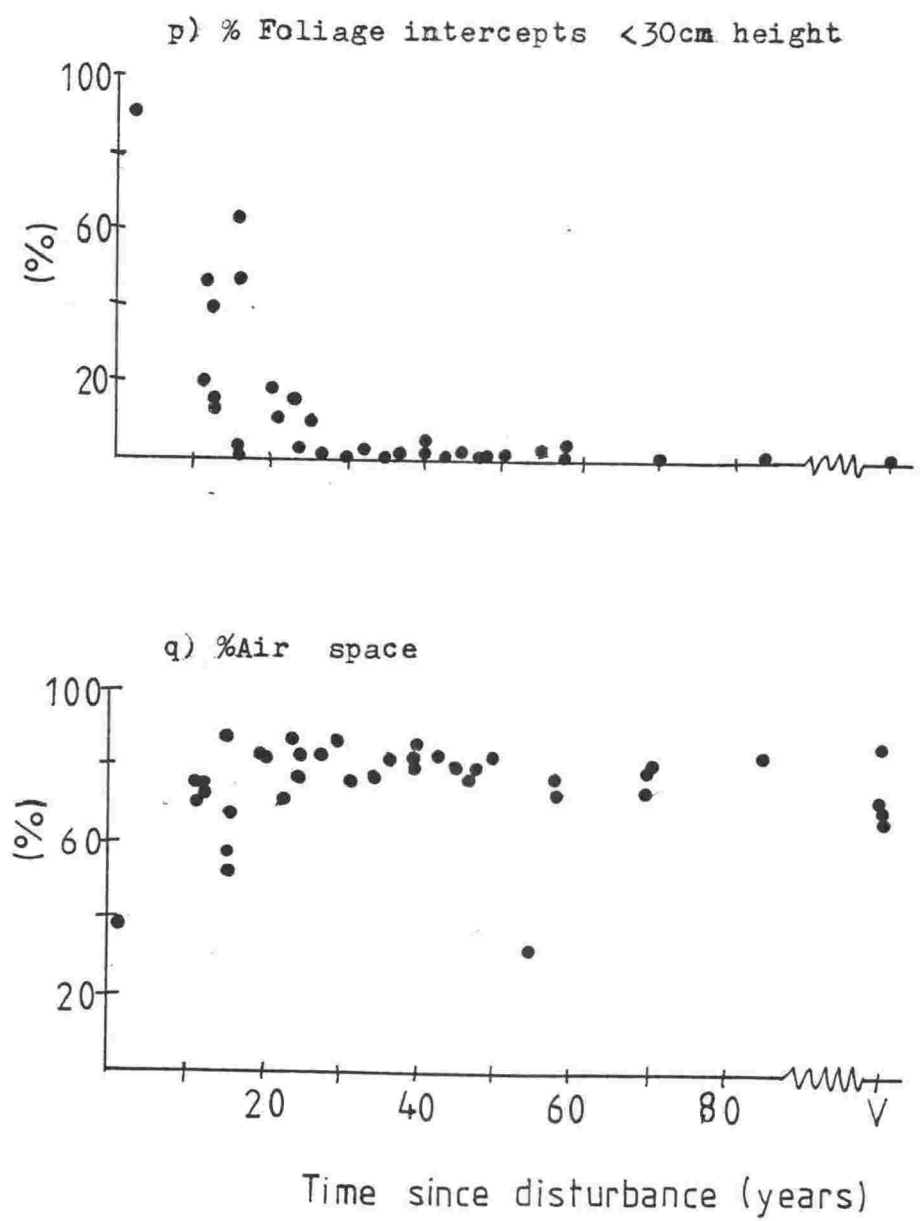 p) % Foliage intercepts <30cm height
100
60
20
(%)
q) %Air space
100
60
20
(%)
20 40 60 80 V
Time since disturbance (years)